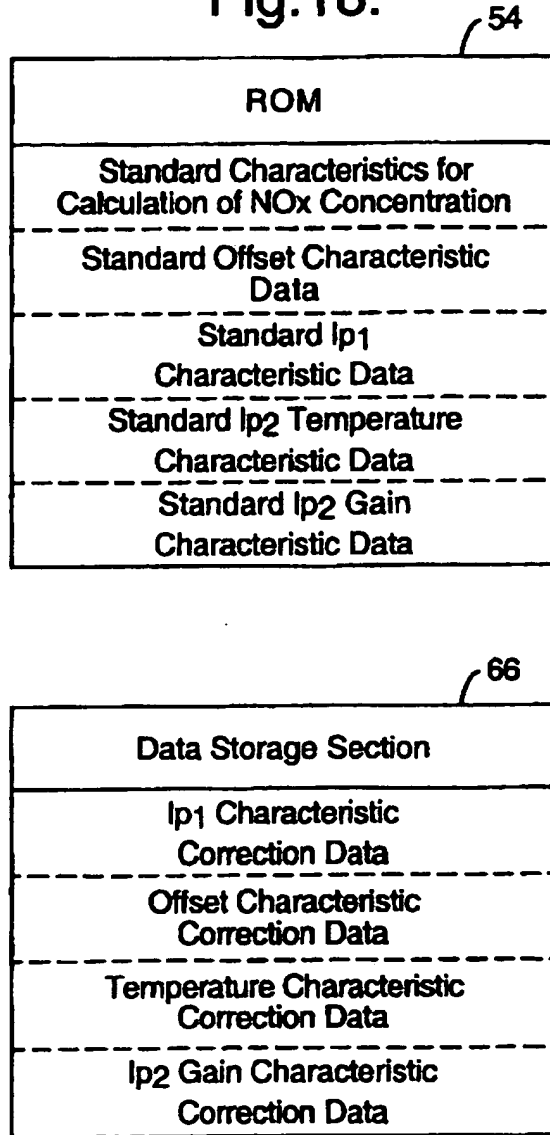 54
ROM
Standard Characteristics for
Calculation of NOx Concentration
Standard Offset Characteristic
Data
Standard Ip1
Characteristic Data
Standard Ip2 Temperature
Characteristic Data
Standard Ip2 Gain
Characteristic Data
66
Data Storage Section
Ip1 Characteristic
Correction Data
Offset Characteristic
Correction Data
Temperature Characteristic
Correction Data
Ip2 Gain Characteristic
Correction Data